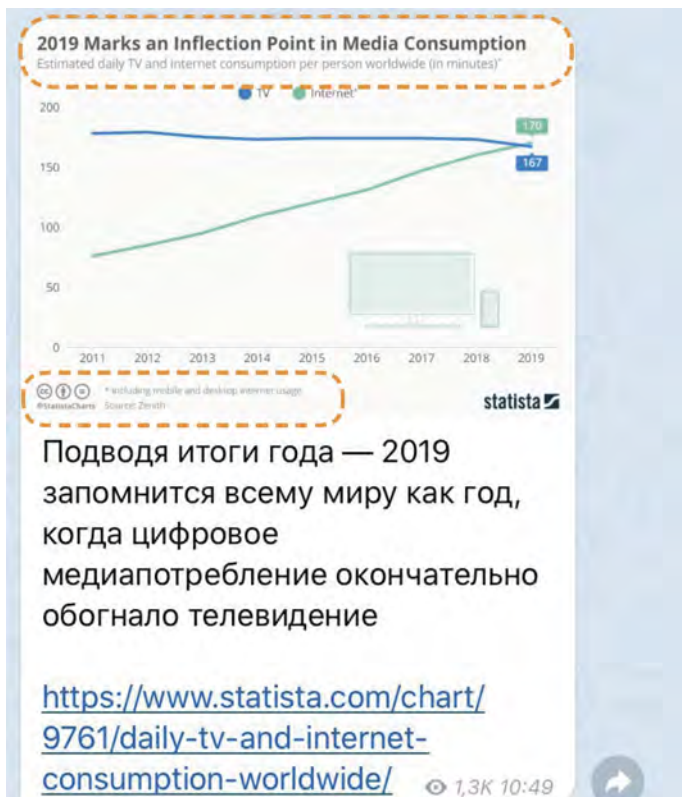 2019 Marks an Inflection Point in Media Consumption
Estimated daily TV and internet consumption per person worldwide (in minutes)*
TV Internet*
200
170
167
150
100
50
0
2011 2012 2013 2014 2015 2016 2017 2018 2019
* including mobile and desktop internet usage
@StatistaCharts Source: Zenith
statista
Подводя итоги года — 2019
запомнится всему миру как год,
когда цифровое
медиапотребление окончательно
обогнало телевидение
https://www.statista.com/chart/
9761/daily-tv-and-internet-
consumption-worldwide/
1,3K 10:49